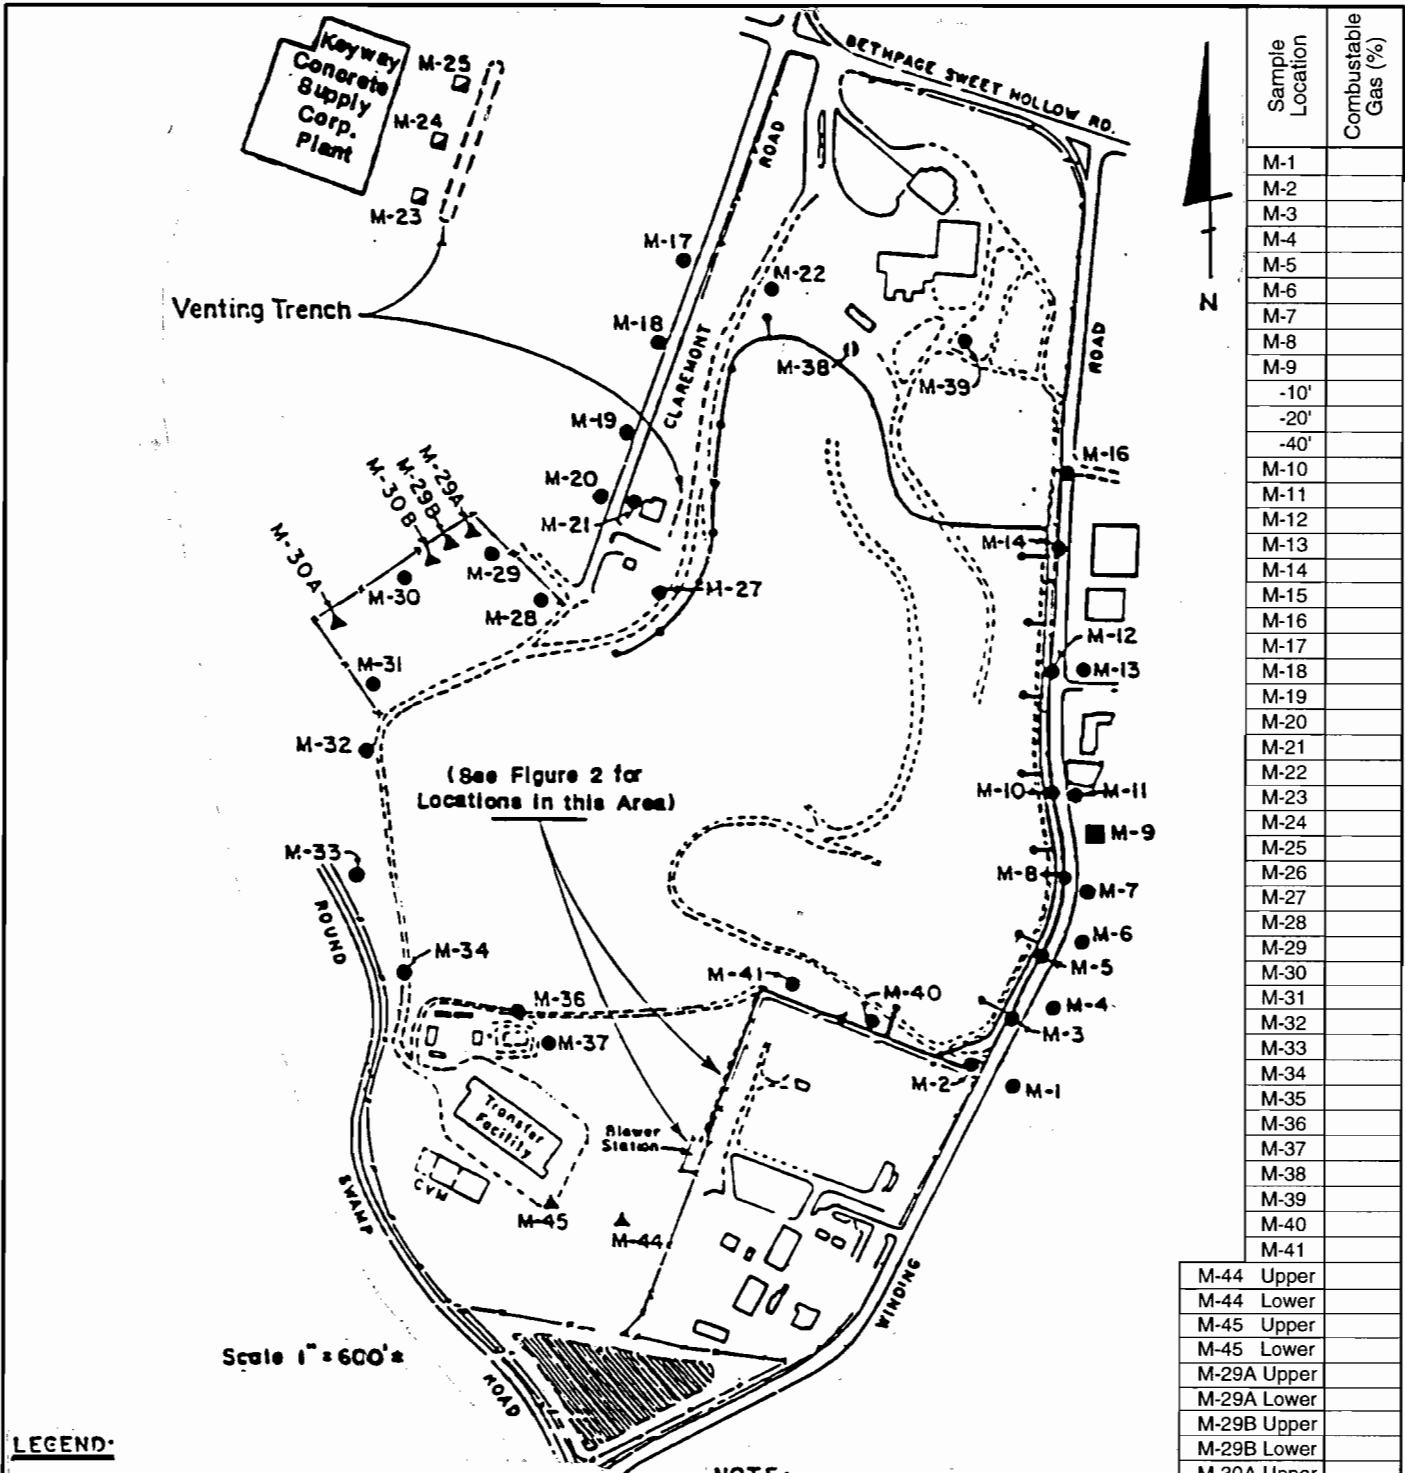 Keyway
Concrete
Supply
Corp.
Plant
M-25
M-24
M-23
Venting Trench
BETHPAGE SWEET HOLLOW RD.
ROAD
CLAREMONT
M-17
M-22
M-18
M-38
M-39
ROAD
N
M-19
M-20
M-21
M-16
M-14
M-29A
M-29B
M-30B
M-30A
M-29
M-30
M-28
M-27
M-12
M-13
M-31
M-32
(See Figure 2 for
Locations in this Area)
M-10
M-11
M-9
M-8
M-7
M-33
ROUND
M-34
M-6
M-5
M-41
M-40
M-4
M-3
M-36
M-37
M-2
M-1
Transfer
Facility
Blower
Station
CVM
SWAMP
M-45
M-44
WINDING
Scale 1"=600'±
ROAD
LEGEND:
NOTE:
Sample
Location
Combustable
Gas (%)
M-1
M-2
M-3
M-4
M-5
M-6
M-7
M-8
M-9
-10'
-20'
-40'
M-10
M-11
M-12
M-13
M-14
M-15
M-16
M-17
M-18
M-19
M-20
M-21
M-22
M-23
M-24
M-25
M-26
M-27
M-28
M-29
M-30
M-31
M-32
M-33
M-34
M-35
M-36
M-37
M-38
M-39
M-40
M-41
M-44 Upper
M-44 Lower
M-45 Upper
M-45 Lower
M-29A Upper
M-29A Lower
M-29B Upper
M-29B Lower
M-30A Upper